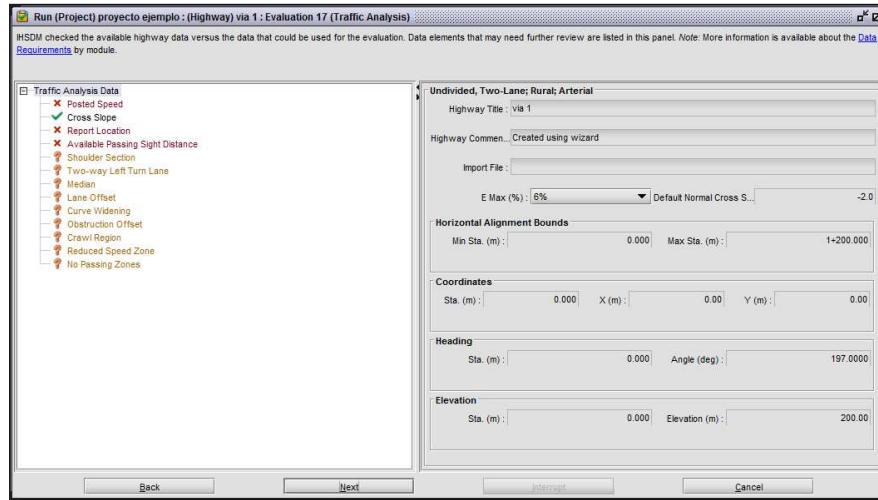 Run (Project) proyecto ejemplo : (Highway) via 1 : Evaluation 17 (Traffic Analysis)
IHSDM checked the available highway data versus the data that could be used for the evaluation. Data elements that may need further review are listed in this panel. Note: More information is available about the Data
Requirements by module.
Traffic Analysis Data
Posted Speed
Cross Slope
Report Location
Available Passing Sight Distance
Shoulder Section
Two-way Left Turn Lane
Median
Lane Offset
Curve Widening
Obstruction Offset
Crawl Region
Reduced Speed Zone
No Passing Zones
Undivided, Two-Lane; Rural; Arterial
Highway Title : via 1
Highway Commen... Created using wizard
Import File :
E Max (%) : 6% Default Normal Cross S... -2.0
Horizontal Alignment Bounds
Min Sta. (m) : 0.000 Max Sta. (m) : 1+200.000
Coordinates
Sta. (m) : 0.000 X (m) : 0.00 Y (m) : 0.00
Heading
Sta. (m) : 0.000 Angle (deg) : 197.0000
Elevation
Sta. (m) : 0.000 Elevation (m) : 200.00
Back Next Interrupt Cancel